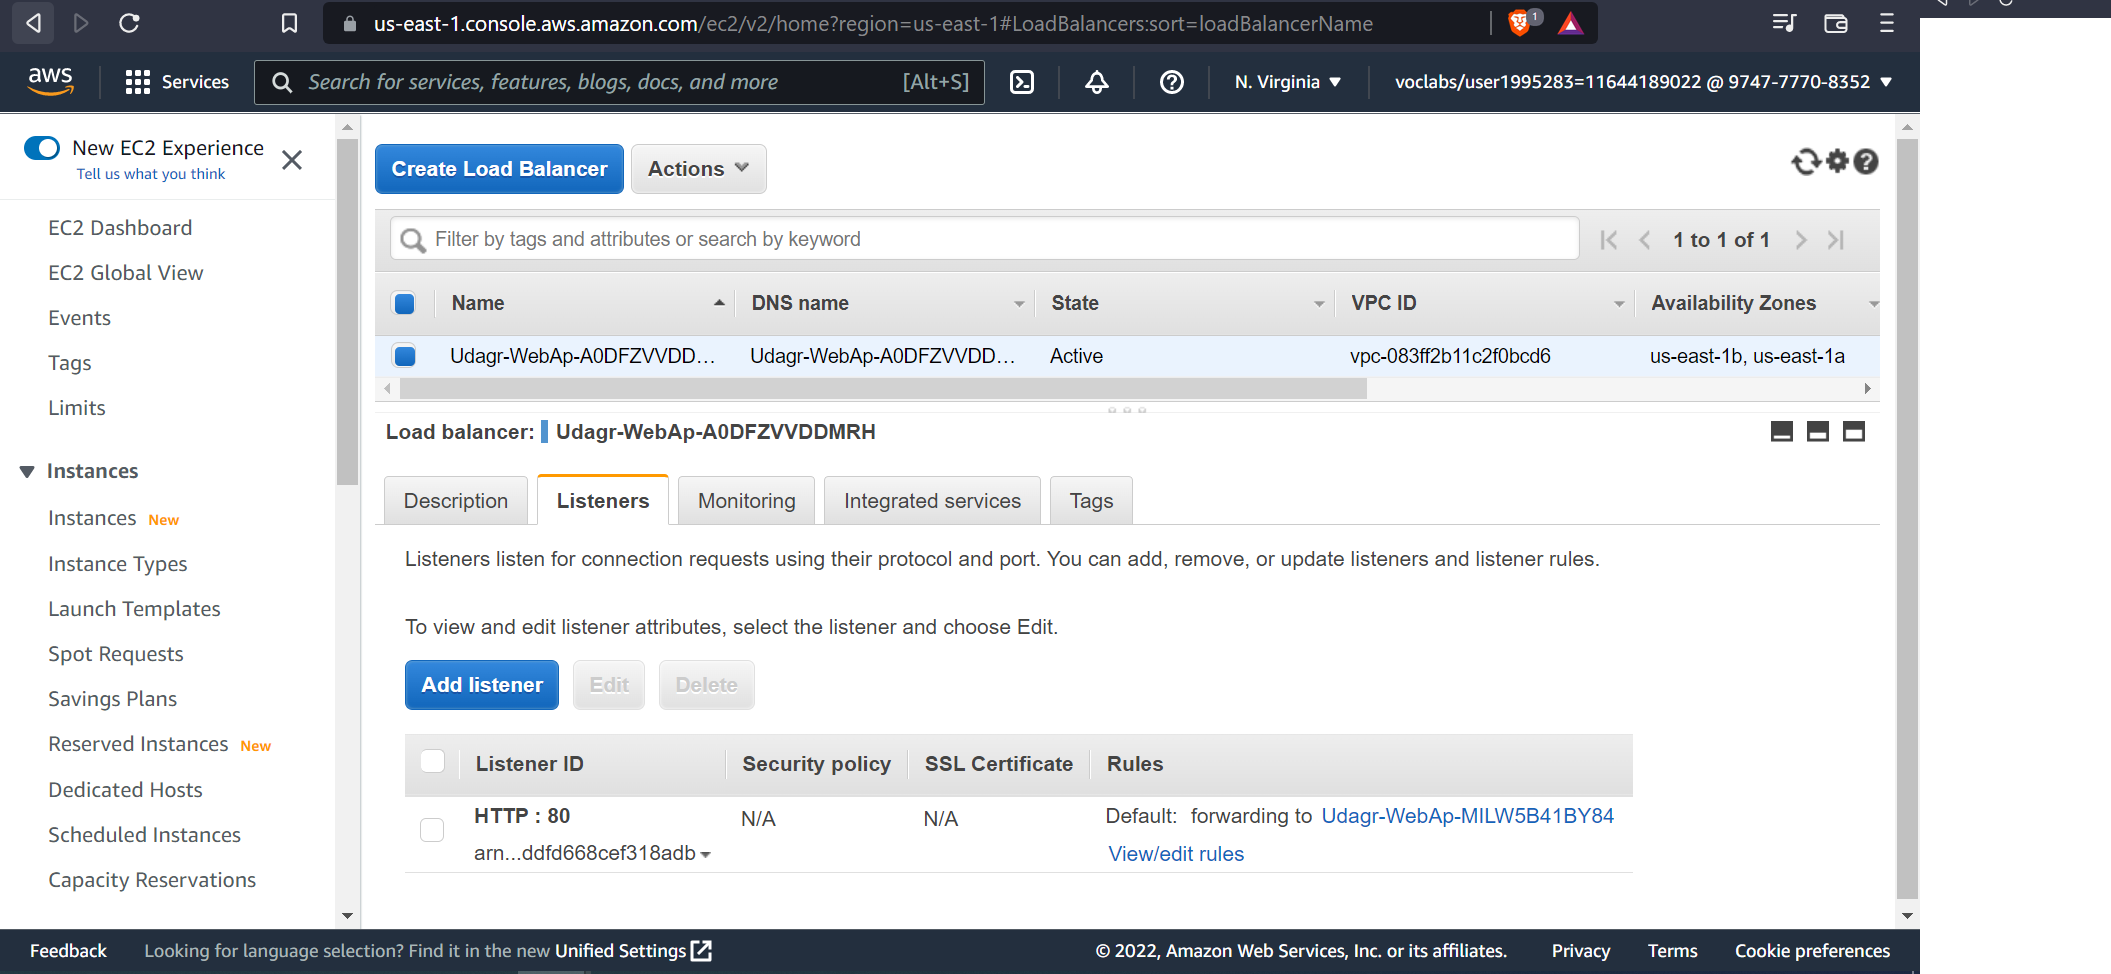 us-east-1.console.aws.amazon.com/ec2/v2/home?region=us-east-1#LoadBalancers:sort=loadBalancerName
1
aws
Services
Search for services, features, blogs, docs, and more [Alt+S]
N. Virginia
voclabs/user1995283=11644189022 @ 9747-7770-8352
New EC2 Experience
Tell us what you think
EC2 Dashboard
EC2 Global View
Events
Tags
Limits
Instances
Instances New
Instance Types
Launch Templates
Spot Requests
Savings Plans
Reserved Instances New
Dedicated Hosts
Scheduled Instances
Capacity Reservations
Create Load Balancer
Actions
Filter by tags and attributes or search by keyword
1 to 1 of 1
Name DNS name State VPC ID Availability Zones
Udagr-WebAp-A0DFZVVDD... Udagr-WebAp-A0DFZVVDD... Active vpc-083ff2b11c2f0bcd6 us-east-1b, us-east-1a
Load balancer: Udagr-WebAp-A0DFZVVDDMRH
Description Listeners Monitoring Integrated services Tags
Listeners listen for connection requests using their protocol and port. You can add, remove, or update listeners and listener rules.
To view and edit listener attributes, select the listener and choose Edit.
Add listener Edit Delete
Listener ID Security policy SSL Certificate Rules
HTTP : 80 N/A N/A Default: forwarding to Udagr-WebAp-MILW5B41BY84
arn...ddfd668cef318adb View/edit rules
Feedback Looking for language selection? Find it in the new Unified Settings © 2022, Amazon Web Services, Inc. or its affiliates. Privacy Terms Cookie preferences